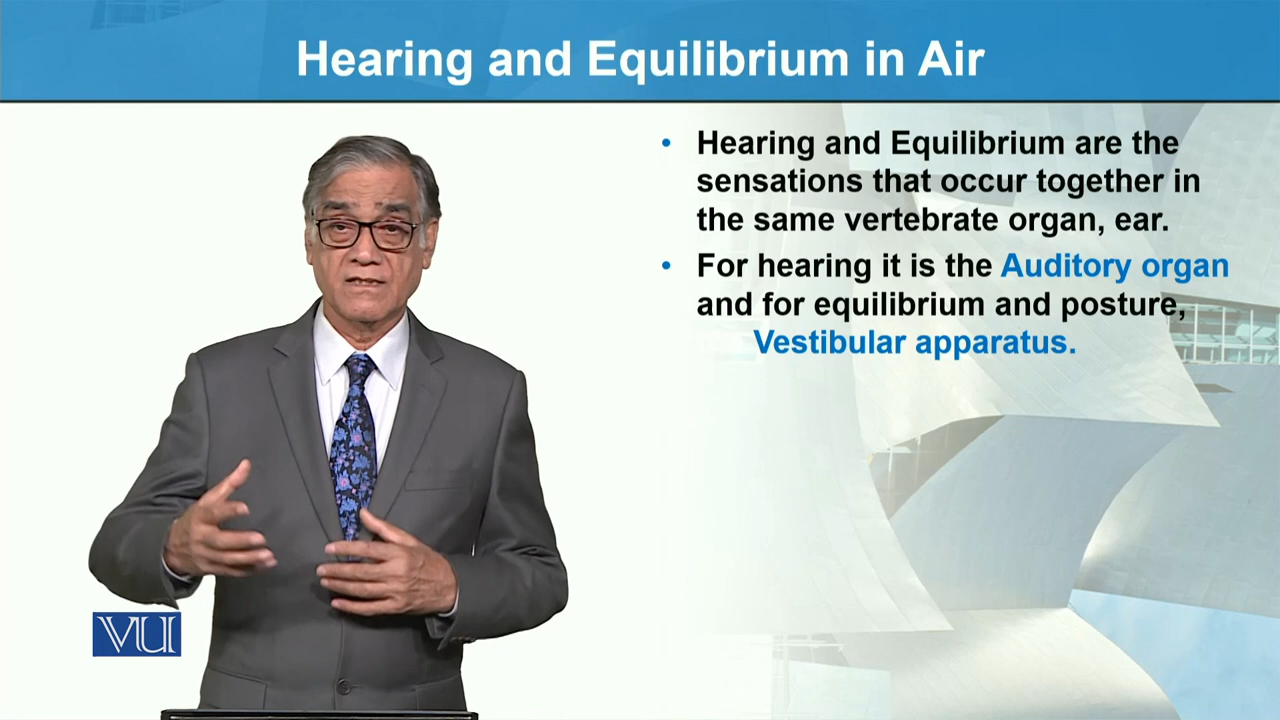 Hearing and Equilibrium in Air
• Hearing and Equilibrium are the
sensations that occur together in
the same vertebrate organ, ear.
• For hearing it is the Auditory organ
and for equilibrium and posture,
Vestibular apparatus.
VU